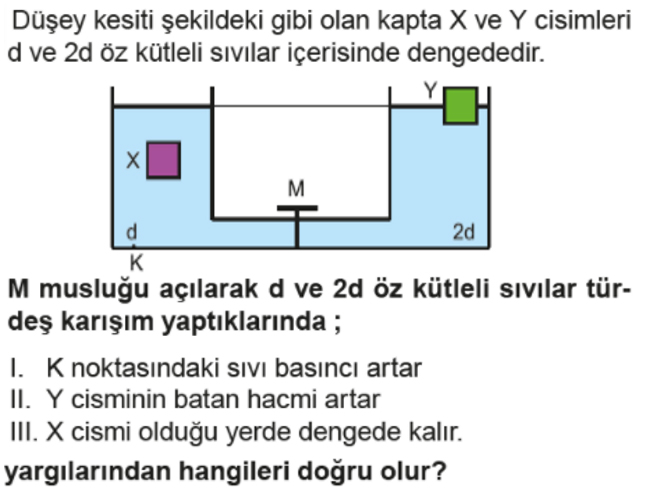 Düşey kesiti şekildeki gibi olan kapta X ve Y cisimleri
d ve 2d öz kütleli sıvılar içerisinde dengededir.
Y
X
M
d
2d
K
M musluğu açılarak d ve 2d öz kütleli sıvılar tür-
deş karışım yaptıklarında ;
I. K noktasındaki sıvı basıncı artar
II. Y cisminin batan hacmi artar
III. X cismi olduğu yerde dengede kalır.
yargılarından hangileri doğru olur?